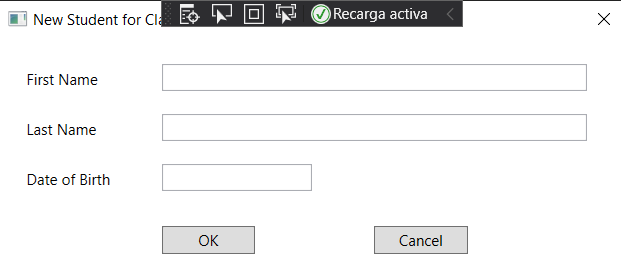 New Student for Cla
Recarga activa
First Name
Last Name
Date of Birth
OK
Cancel